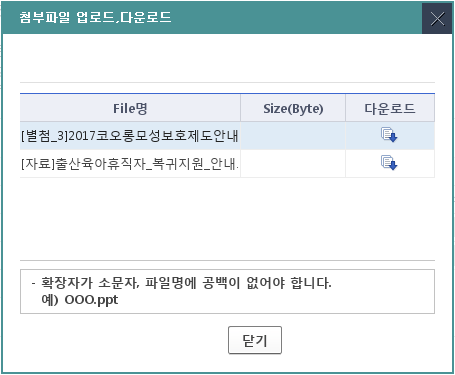 첨부파일 업로드,다운로드
File명 Size(Byte) 다운로드
[별첨_3]2017코오롱모성보호제도안내
[자료]출산육아휴직자_복귀지원_안내.
- 확장자가 소문자, 파일명에 공백이 없어야 합니다.
예) OOO.ppt
닫기